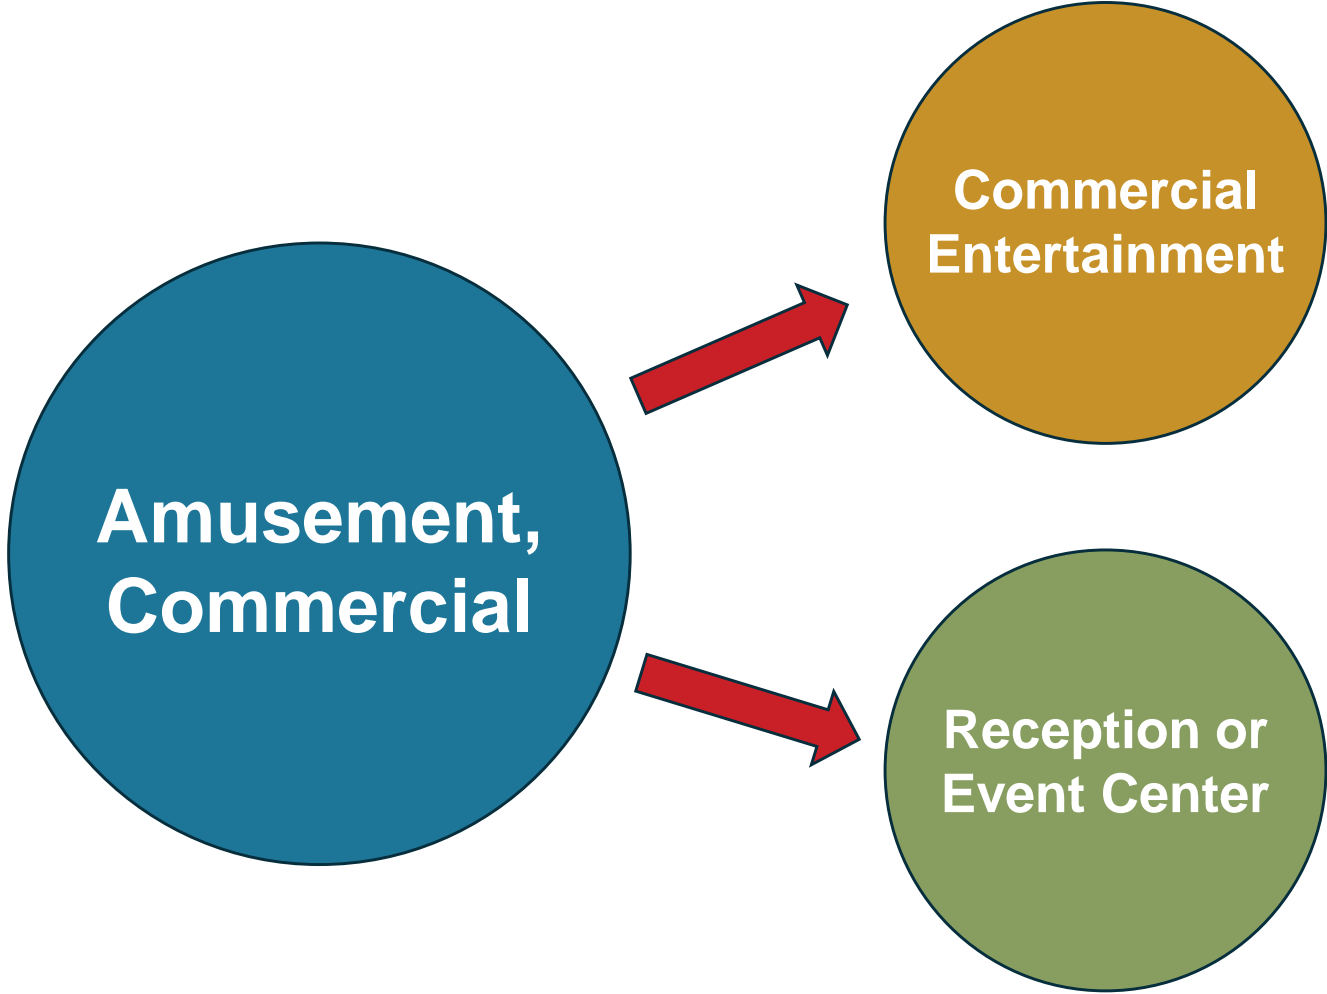 Amusement,
Commercial
Commercial
Entertainment
Reception or
Event Center